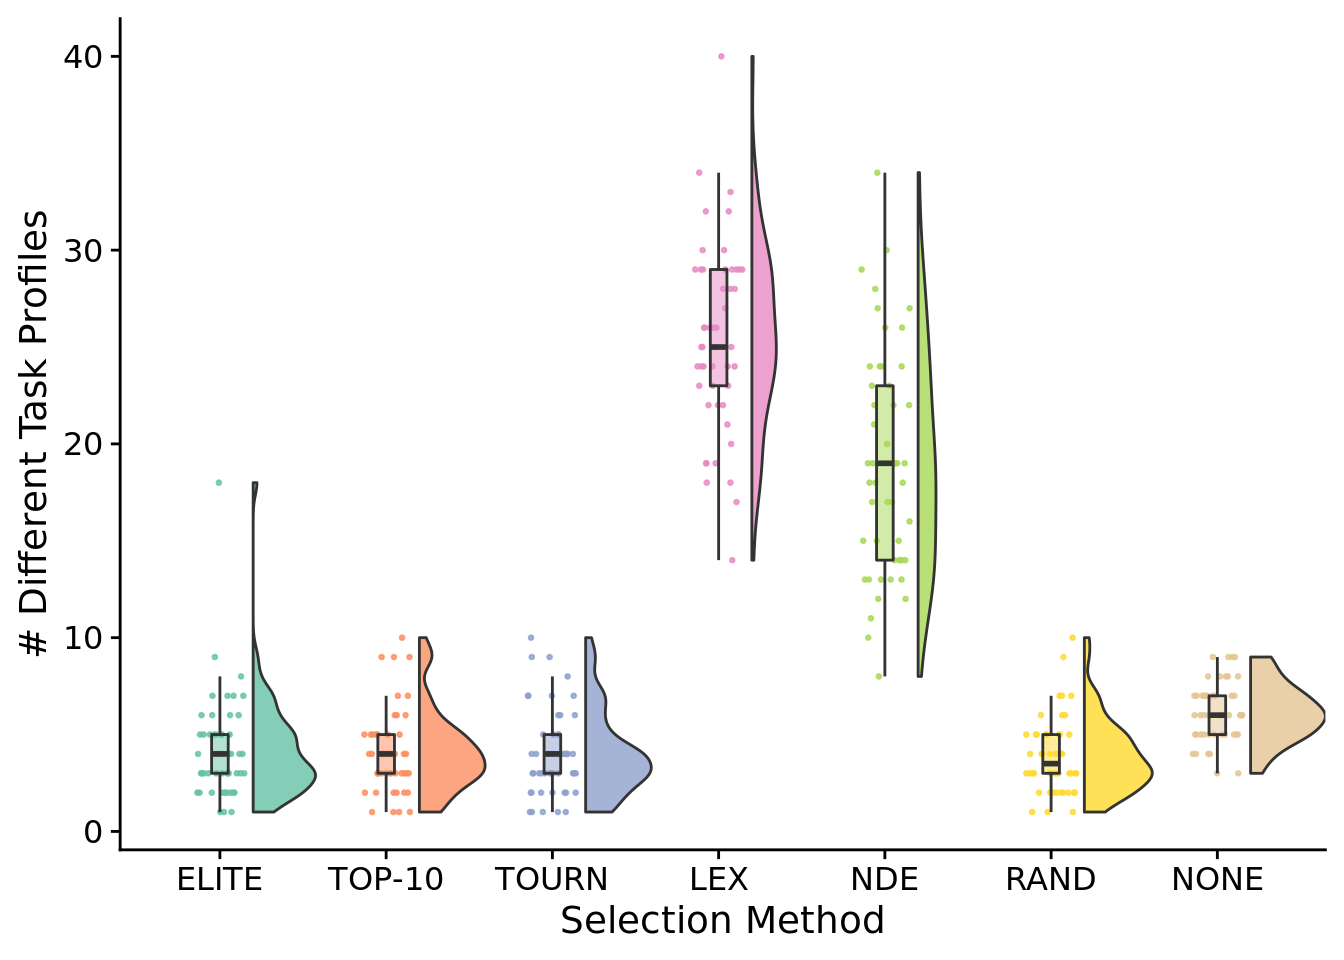 # Different Task Profiles
40
30
20
10
0
ELITE TOP-10 TOURN LEX NDE RAND NONE
Selection Method